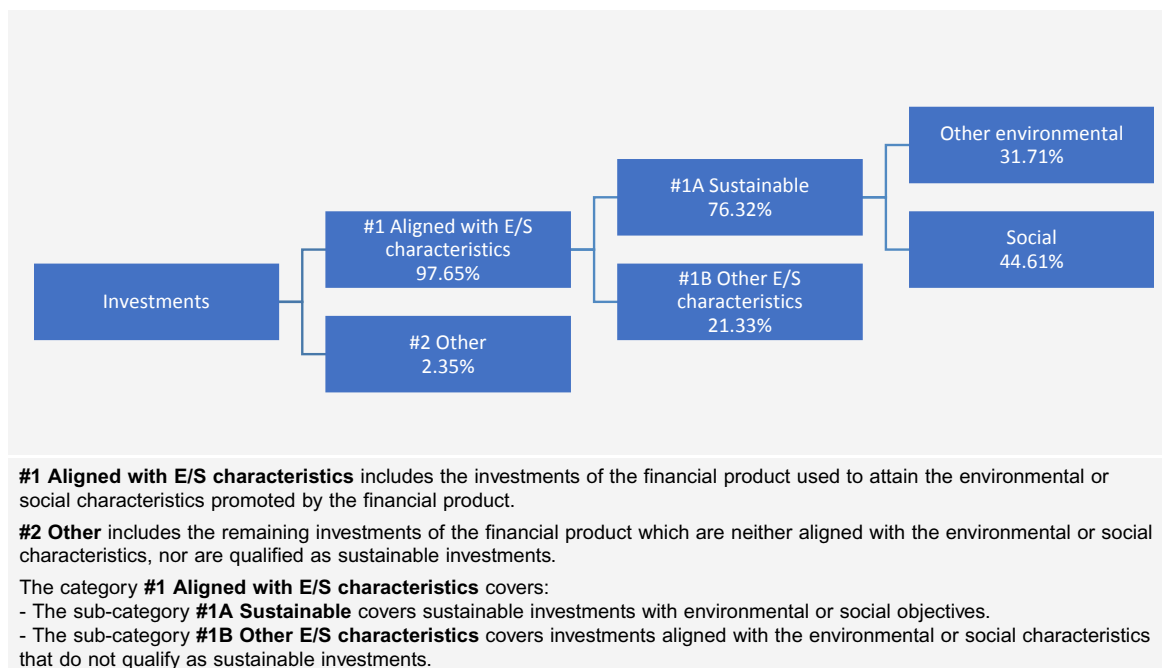 Investments
#1 Aligned with E/S
characteristics
97.65%
#2 Other
2.35%
#1A Sustainable
76.32%
#1B Other E/S
characteristics
21.33%
Other environmental
31.71%
Social
44.61%
#1 Aligned with E/S characteristics includes the investments of the financial product used to attain the environmental or
social characteristics promoted by the financial product.
#2 Other includes the remaining investments of the financial product which are neither aligned with the environmental or social
characteristics, nor are qualified as sustainable investments.
The category #1 Aligned with E/S characteristics covers:
- The sub-category #1A Sustainable covers sustainable investments with environmental or social objectives.
- The sub-category #1B Other E/S characteristics covers investments aligned with the environmental or social characteristics
that do not qualify as sustainable investments.